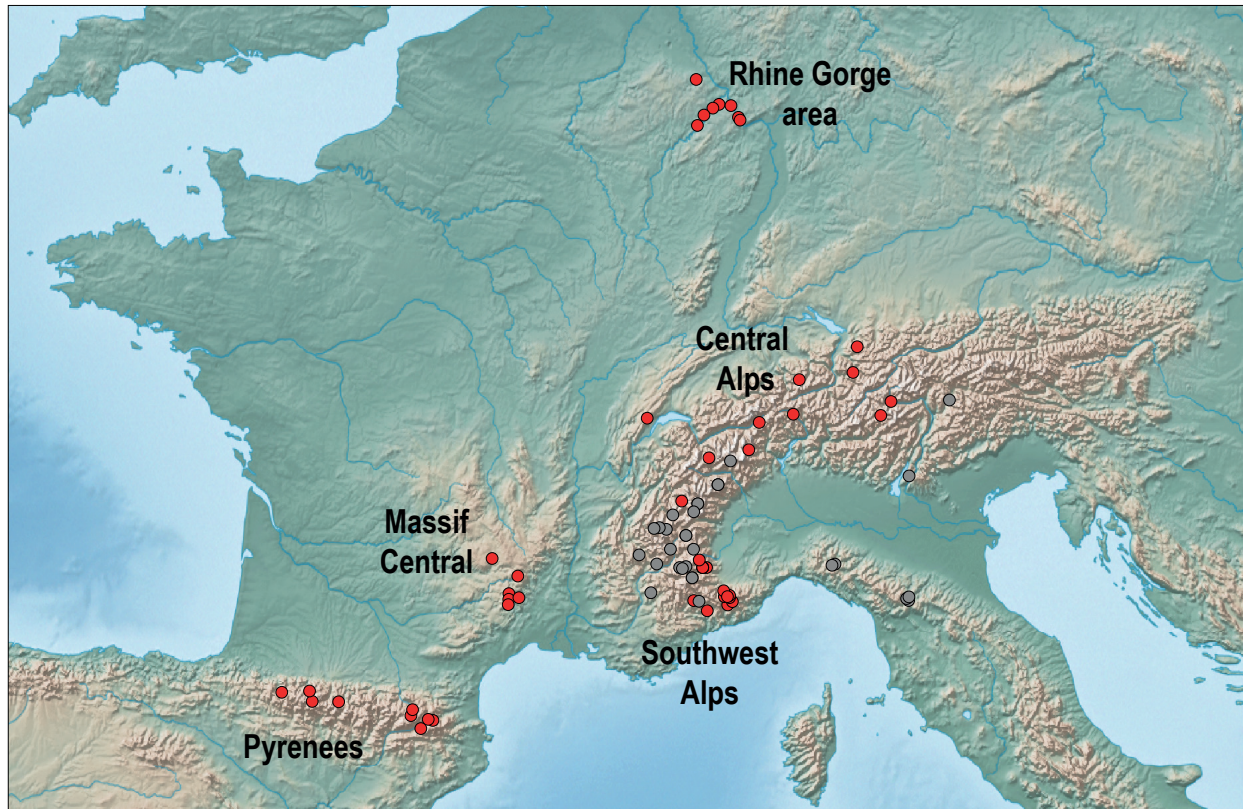 Rhine Gorge
area
Central
Alps
Massif
Central
Southwest
Alps
Pyrenees